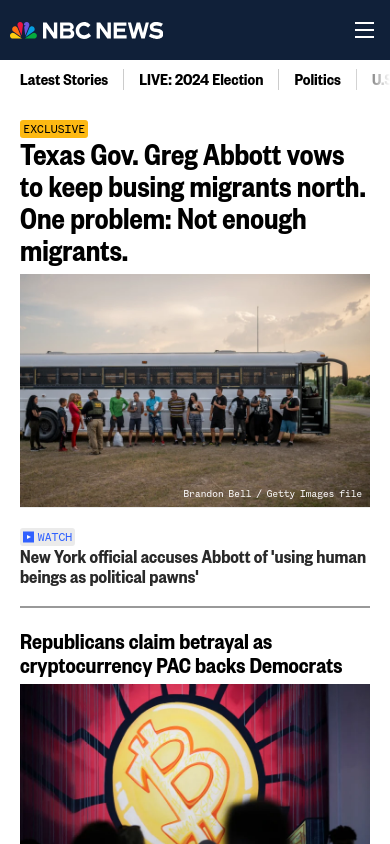 NBC NEWS
Latest Stories
LIVE: 2024 Election
Politics
EXCLUSIVE
Texas Gov. Greg Abbott vows
to keep busing migrants north.
One problem: Not enough
migrants.
Brandon Bell / Getty Images file
WATCH
New York official accuses Abbott of 'using human
beings as political pawns'
Republicans claim betrayal as
cryptocurrency PAC backs Democrats